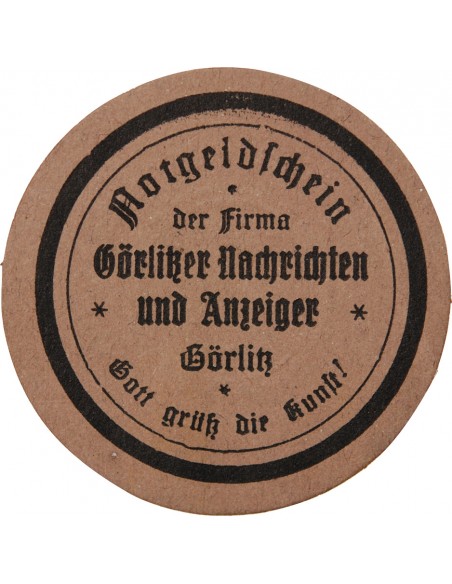 Notgeldſchein
der Firma
Görlitzer Nachrichten
* und Anzeiger *
Görlitz
*
Gott grüß die Kunſt!